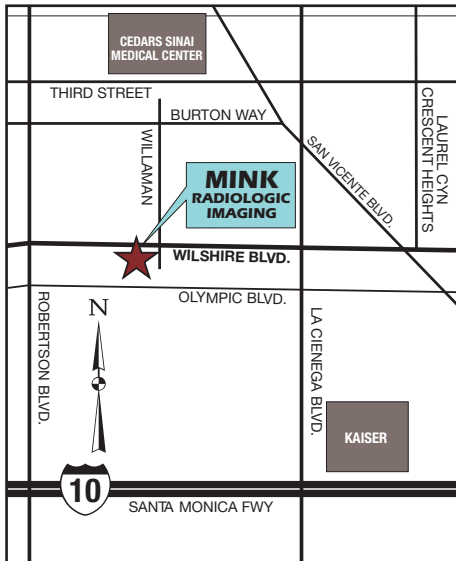 CEDARS SINAI
MEDICAL CENTER
THIRD STREET
BURTON WAY
WILLAMAN
SAN VICENTE BLVD.
LAUREL CYN
CRESCENT HEIGHTS
MINK
RADIOLOGIC
IMAGING
WILSHIRE BLVD.
OLYMPIC BLVD.
ROBERTSON BLVD.
N
LA CIENEGA BLVD.
KAISER
10
SANTA MONICA FWY